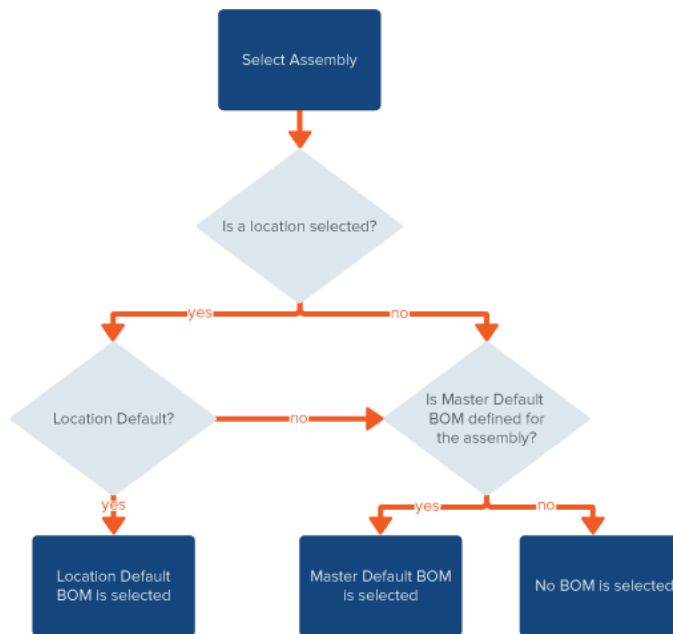 Select Assembly
Is a location selected?
yes
no
Location Default?
no
Is Master Default
BOM defined for
the assembly?
yes
yes
no
Location Default
BOM is selected
Master Default BOM
is selected
No BOM is selected